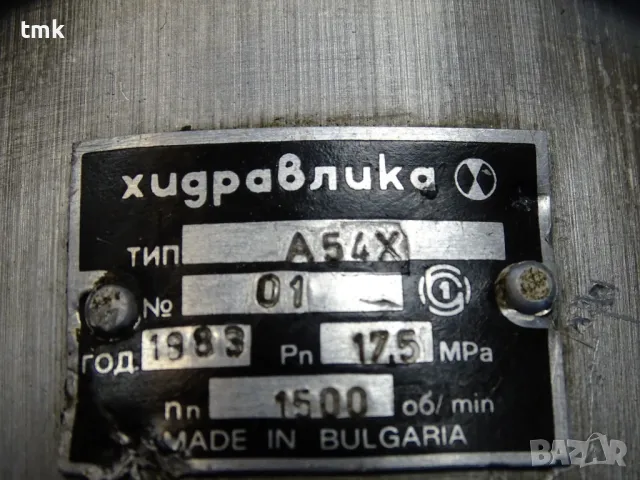 tmk
хидравлика
ТИП А54Х
№ 01
ГОД. 1983 Pn 17.5 MPa
nn 1500 об/min
MADE IN BULGARIA
BAZAR